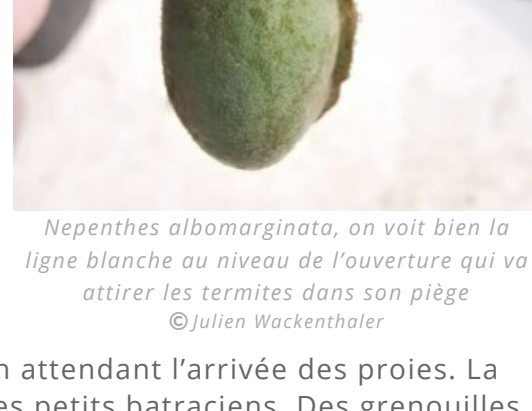 Nepenthes albomarginata, on voit bien la
ligne blanche au niveau de l’ouverture qui va
attirer les termites dans son piège
© Julien Wackenthaler
attendant l’arrivée des proies. La
petits batraciens. Des grenouilles